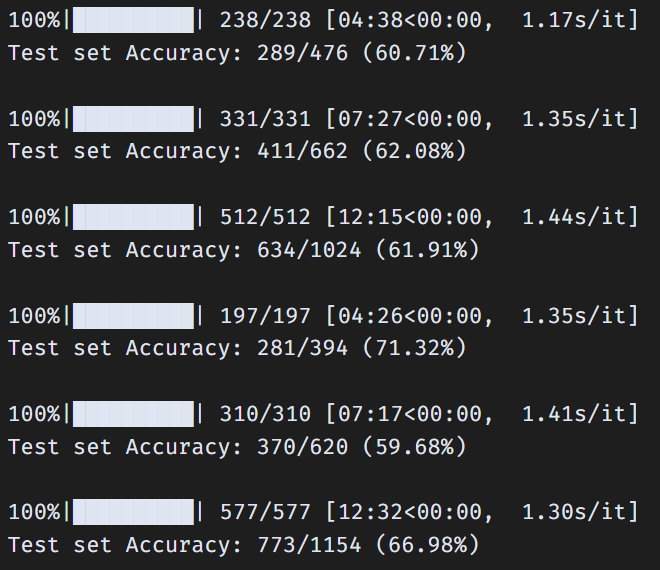 100%|██████████| 238/238 [04:38<00:00,  1.17s/it]
Test set Accuracy: 289/476 (60.71%)
100%|██████████| 331/331 [07:27<00:00,  1.35s/it]
Test set Accuracy: 411/662 (62.08%)
100%|██████████| 512/512 [12:15<00:00,  1.44s/it]
Test set Accuracy: 634/1024 (61.91%)
100%|██████████| 197/197 [04:26<00:00,  1.35s/it]
Test set Accuracy: 281/394 (71.32%)
100%|██████████| 310/310 [07:17<00:00,  1.41s/it]
Test set Accuracy: 370/620 (59.68%)
100%|██████████| 577/577 [12:32<00:00,  1.30s/it]
Test set Accuracy: 773/1154 (66.98%)